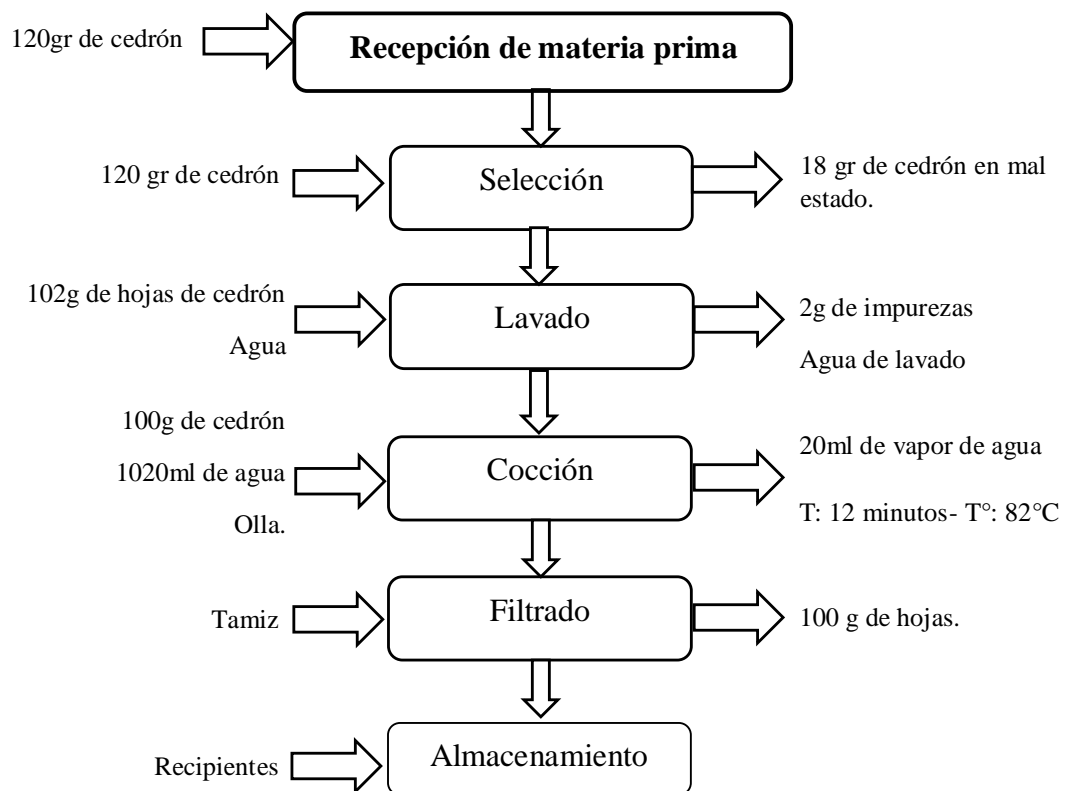 120gr de cedrón
Recepción de materia prima
120 gr de cedrón
Selección
18 gr de cedrón en mal
estado.
102g de hojas de cedrón
Agua
Lavado
2g de impurezas
Agua de lavado
100g de cedrón
1020ml de agua
Olla.
Cocción
20ml de vapor de agua
T: 12 minutos- T°: 82°C
Tamiz
Filtrado
100 g de hojas.
Recipientes
Almacenamiento